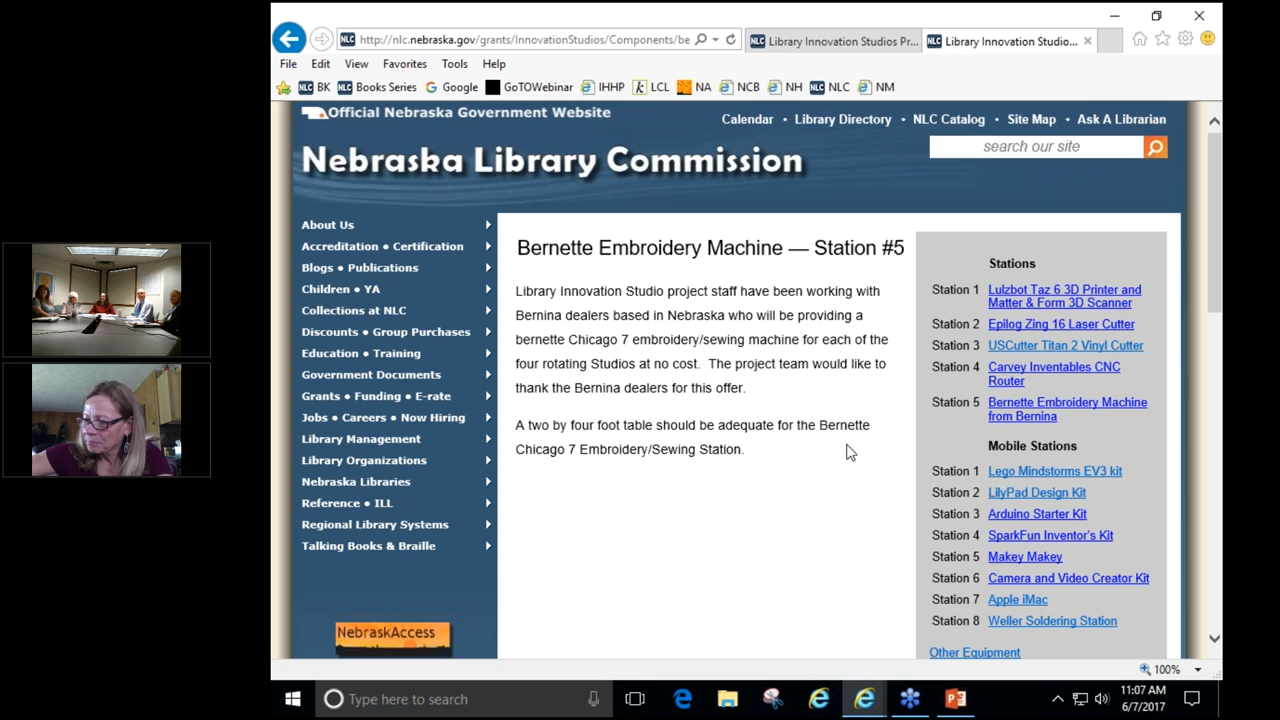 http://nlc.nebraska.gov/grants/InnovationStudios/Components/be
NLC Library Innovation Studios Pr...
NLC Library Innovation Studio...
File Edit View Favorites Tools Help
NLC BK NLC Books Series Google GoTOWebinar IHHP LCL NA NCB NH NLC NM
Official Nebraska Government Website
Calendar • Library Directory • NLC Catalog • Site Map • Ask A Librarian
Nebraska Library Commission
search our site
About Us
Accreditation • Certification
Blogs • Publications
Children • YA
Collections at NLC
Discounts • Group Purchases
Education • Training
Government Documents
Grants • Funding • E-rate
Jobs • Careers • Now Hiring
Library Management
Library Organizations
Nebraska Libraries
Reference • ILL
Regional Library Systems
Talking Books & Braille
NebraskAccess
Bernette Embroidery Machine — Station #5
Library Innovation Studio project staff have been working with
Bernina dealers based in Nebraska who will be providing a
bernette Chicago 7 embroidery/sewing machine for each of the
four rotating Studios at no cost. The project team would like to
thank the Bernina dealers for this offer.
A two by four foot table should be adequate for the Bernette
Chicago 7 Embroidery/Sewing Station.
Stations
Station 1 Lulzbot Taz 6 3D Printer and
Matter & Form 3D Scanner
Station 2 Epilog Zing 16 Laser Cutter
Station 3 USCutter Titan 2 Vinyl Cutter
Station 4 Carvey Inventables CNC
Router
Station 5 Bernette Embroidery Machine
from Bernina
Mobile Stations
Station 1 Lego Mindstorms EV3 kit
Station 2 LilyPad Design Kit
Station 3 Arduino Starter Kit
Station 4 SparkFun Inventor's Kit
Station 5 Makey Makey
Station 6 Camera and Video Creator Kit
Station 7 Apple iMac
Station 8 Weller Soldering Station
Other Equipment
100%
Type here to search
11:07 AM
6/7/2017